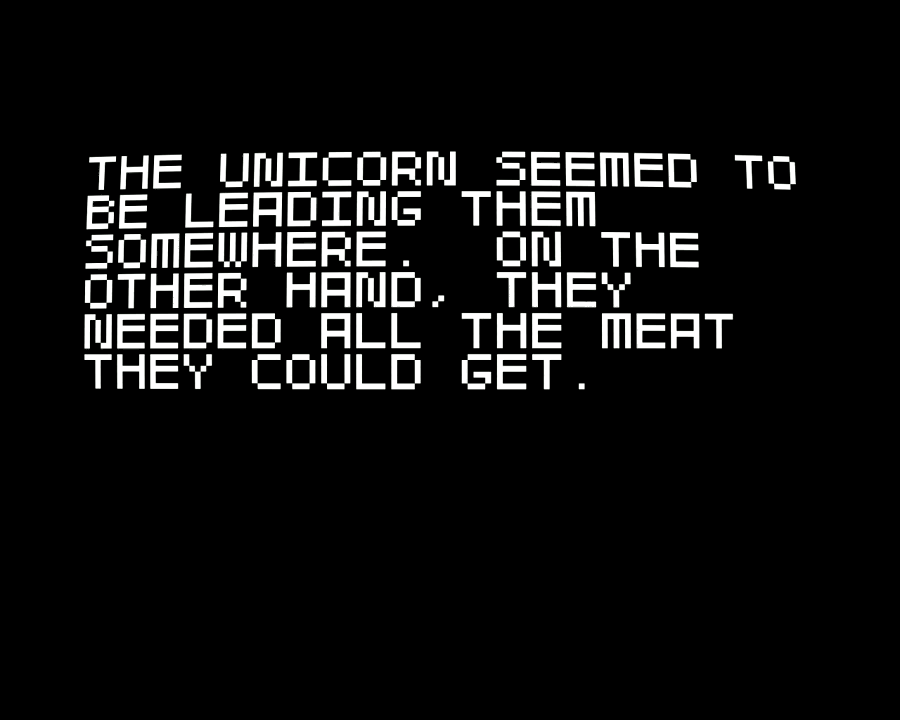 THE UNICORN SEEMED TO
BE LEADING THEM
SOMEWHERE.  ON THE
OTHER HAND, THEY
NEEDED ALL THE MEAT
THEY COULD GET.